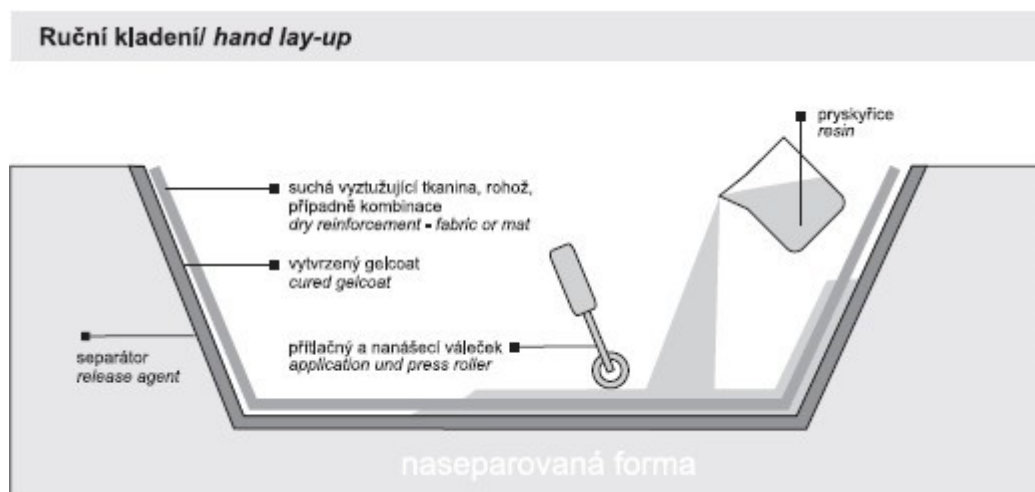 Ruční kladení/ hand lay-up
pryskyřice
resin
suchá vyztužující tkanina, rohož,
případně kombinace
dry reinforcement - fabric or mat
vytvrzený gelcoat
cured gelcoat
přítlačný a nanášecí váleček
application und press roller
separátor
release agent
naseparovaná forma